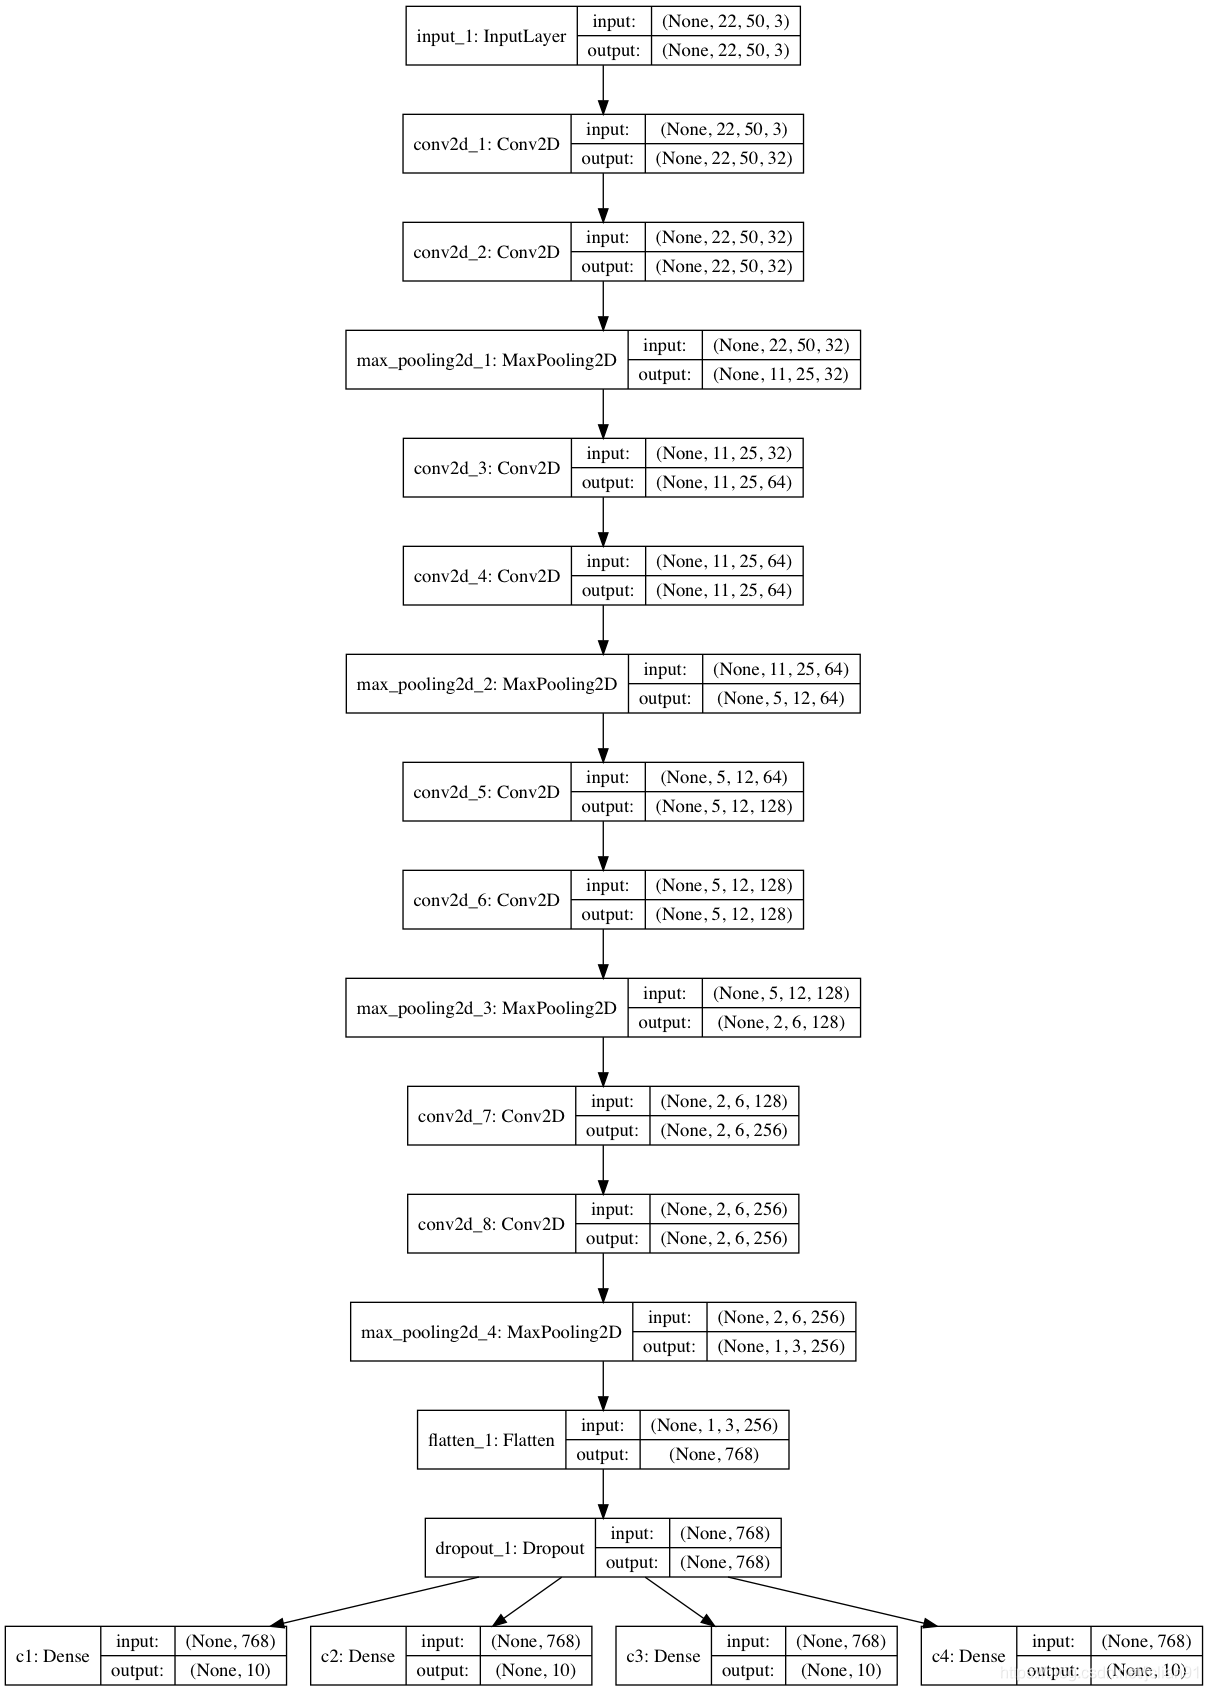 input_1: InputLayer
input: (None, 22, 50, 3)
output: (None, 22, 50, 3)
conv2d_1: Conv2D
input: (None, 22, 50, 3)
output: (None, 22, 50, 32)
conv2d_2: Conv2D
input: (None, 22, 50, 32)
output: (None, 22, 50, 32)
max_pooling2d_1: MaxPooling2D
input: (None, 22, 50, 32)
output: (None, 11, 25, 32)
conv2d_3: Conv2D
input: (None, 11, 25, 32)
output: (None, 11, 25, 64)
conv2d_4: Conv2D
input: (None, 11, 25, 64)
output: (None, 11, 25, 64)
max_pooling2d_2: MaxPooling2D
input: (None, 11, 25, 64)
output: (None, 5, 12, 64)
conv2d_5: Conv2D
input: (None, 5, 12, 64)
output: (None, 5, 12, 128)
conv2d_6: Conv2D
input: (None, 5, 12, 128)
output: (None, 5, 12, 128)
max_pooling2d_3: MaxPooling2D
input: (None, 5, 12, 128)
output: (None, 2, 6, 128)
conv2d_7: Conv2D
input: (None, 2, 6, 128)
output: (None, 2, 6, 256)
conv2d_8: Conv2D
input: (None, 2, 6, 256)
output: (None, 2, 6, 256)
max_pooling2d_4: MaxPooling2D
input: (None, 2, 6, 256)
output: (None, 1, 3, 256)
flatten_1: Flatten
input: (None, 1, 3, 256)
output: (None, 768)
dropout_1: Dropout
input: (None, 768)
output: (None, 768)
c1: Dense
input: (None, 768)
output: (None, 10)
c2: Dense
input: (None, 768)
output: (None, 10)
c3: Dense
input: (None, 768)
output: (None, 10)
c4: Dense
input: (None, 768)
output: (None, 10)